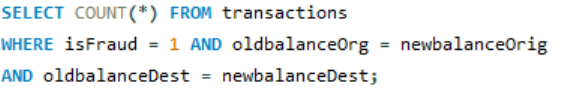 SELECT COUNT(*) FROM transactions
WHERE isFraud = 1 AND oldbalanceOrg = newbalanceOrig
AND oldbalanceDest = newbalanceDest;